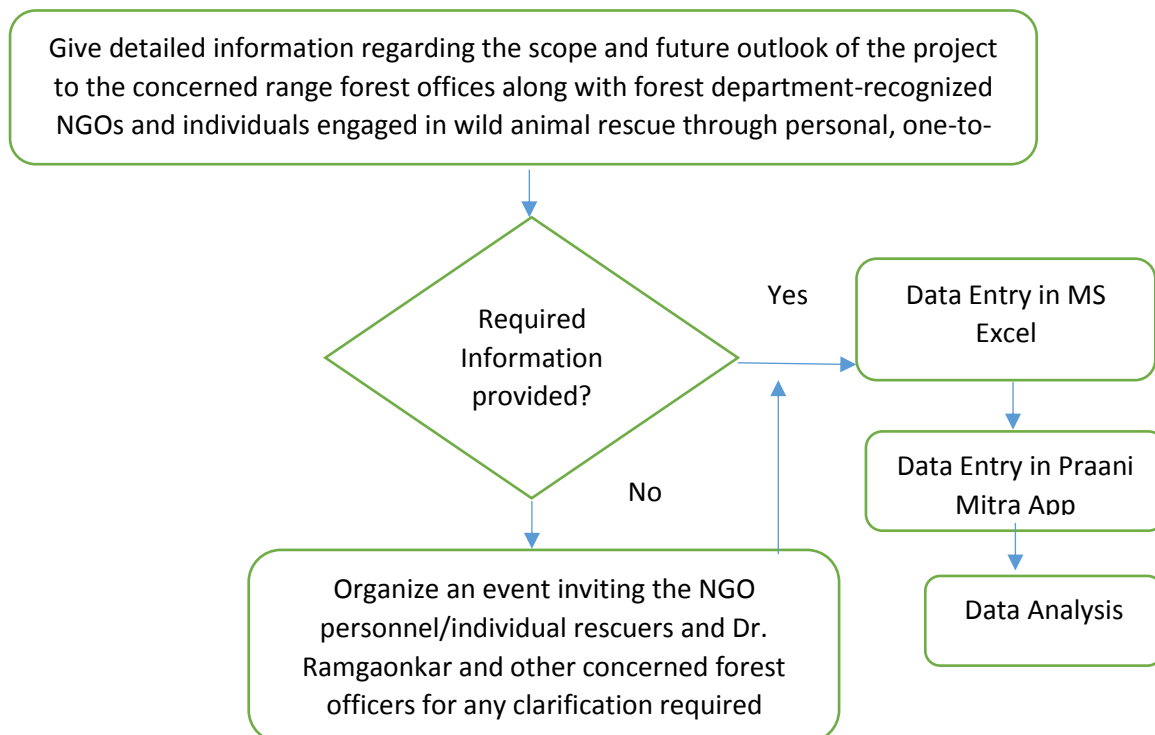 Give detailed information regarding the scope and future outlook of the project
to the concerned range forest offices along with forest department-recognized
NGOs and individuals engaged in wild animal rescue through personal, one-to-
Required
Information
provided?
Yes
Data Entry in MS
Excel
No
Data Entry in Praani
Mitra App
Organize an event inviting the NGO
personnel/individual rescuers and Dr.
Ramgaonkar and other concerned forest
officers for any clarification required
Data Analysis